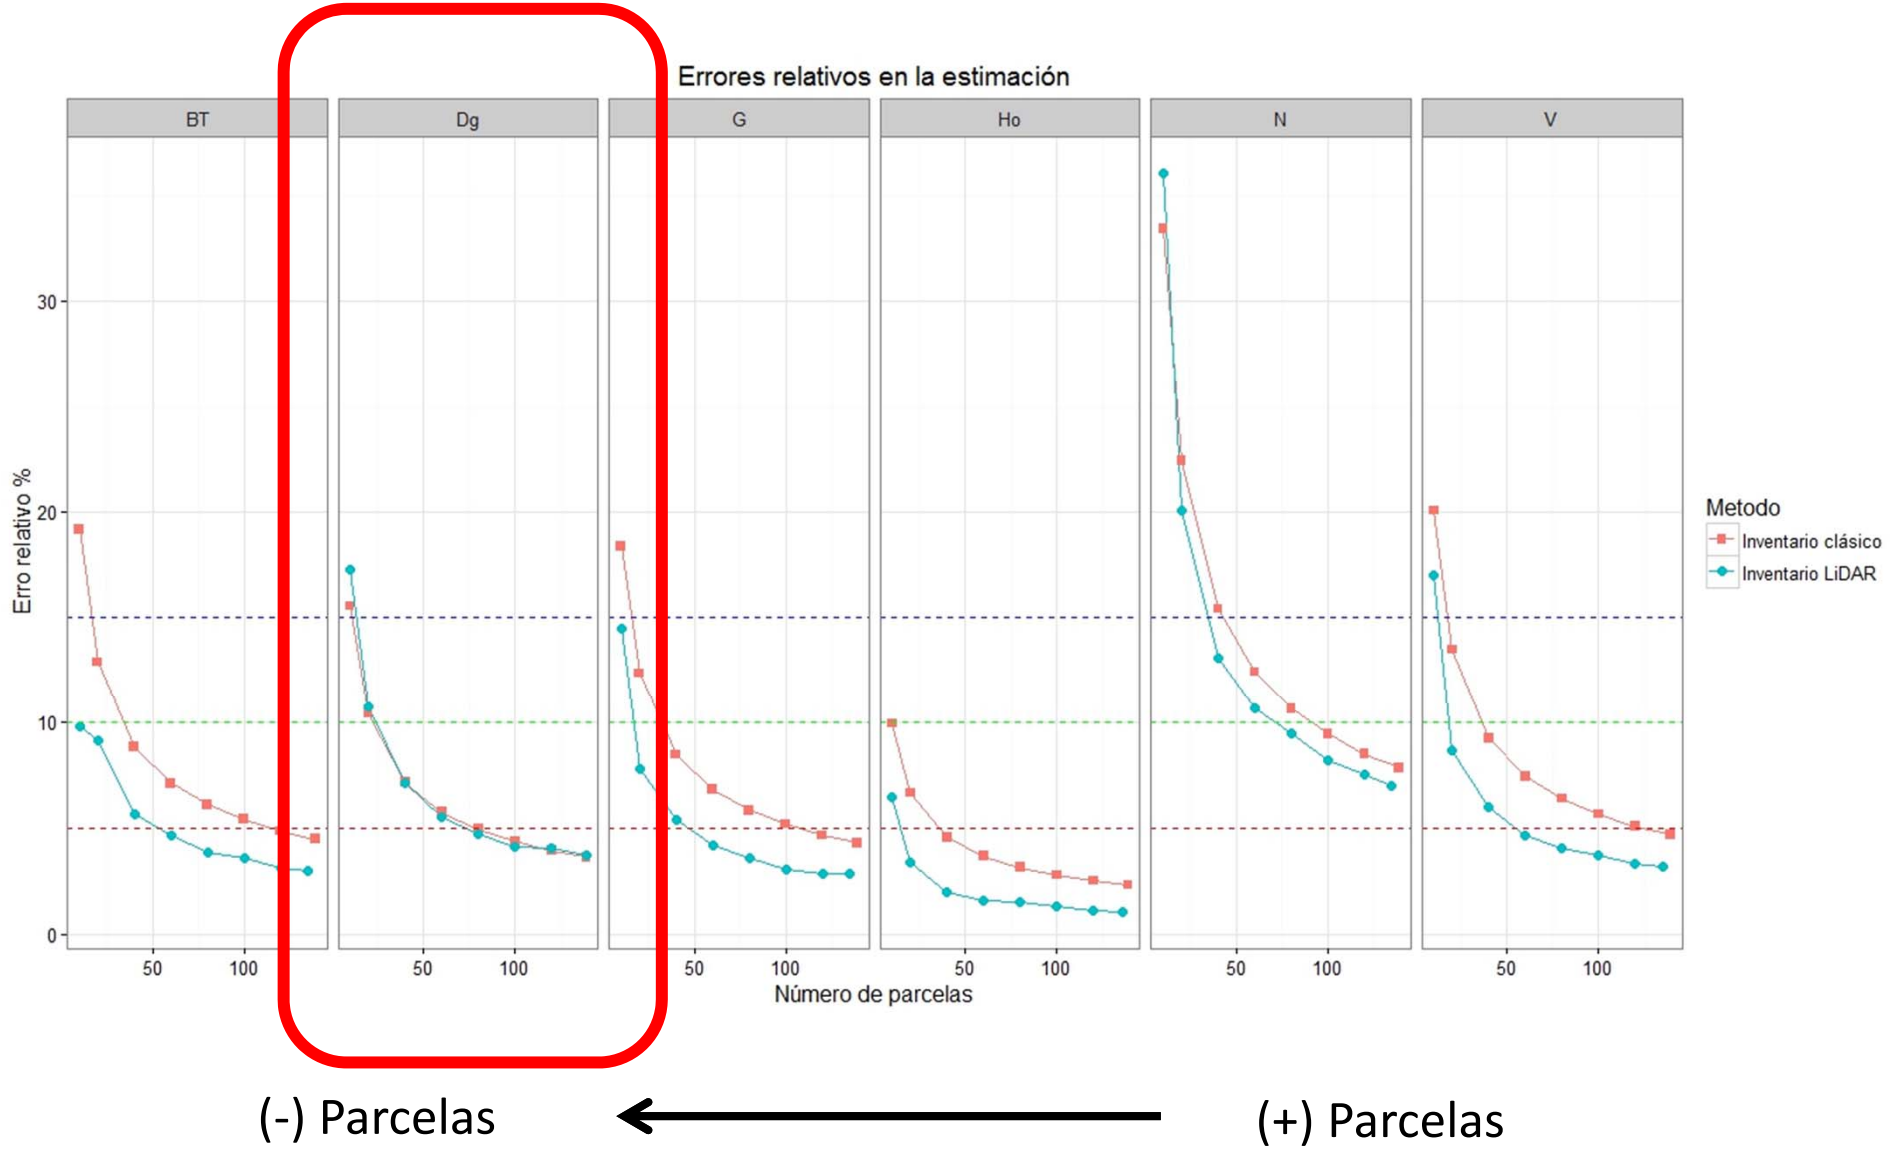 Errores relativos en la estimación
BT Dg G Ho N V
30
20
10
0
Erro relativo %
50 100 50 100 50 100 50 100 50 100 50 100
Número de parcelas
Metodo
Inventario clásico
Inventario LiDAR
(-) Parcelas
(+) Parcelas